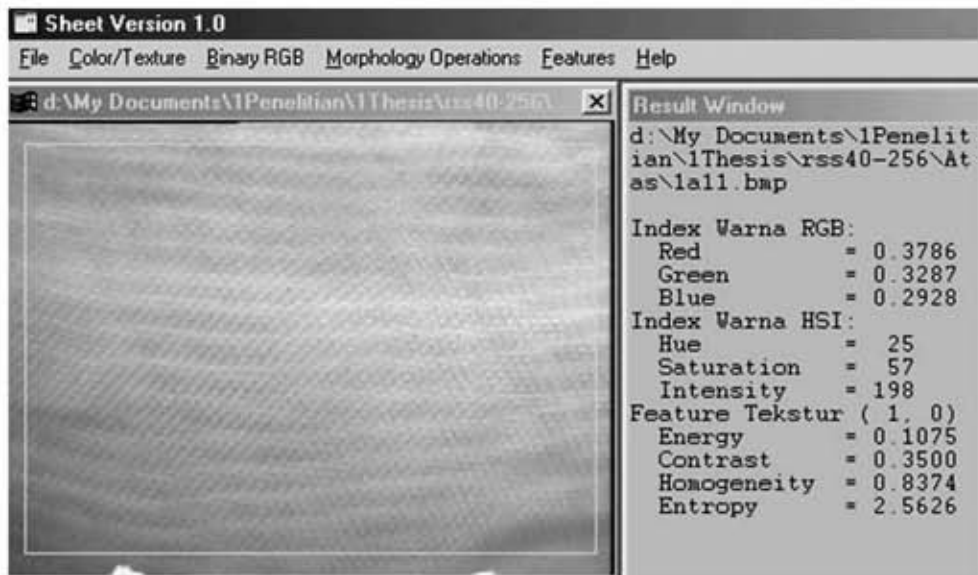 Sheet Version 1.0
File Color/Texture Binary RGB Morphology Operations Features Help
d:\My Documents\1Penelitian\1Thesis\rss40-256\
Result Window
d:\My Documents\1Penelit
ian\1Thesis\rss40-256\At
as\1a11.bmp
Index Warna RGB:
Red = 0.3786
Green = 0.3287
Blue = 0.2928
Index Warna HSI:
Hue = 25
Saturation = 57
Intensity = 198
Feature Tekstur ( 1, 0)
Energy = 0.1075
Contrast = 0.3500
Homogeneity = 0.8374
Entropy = 2.5626